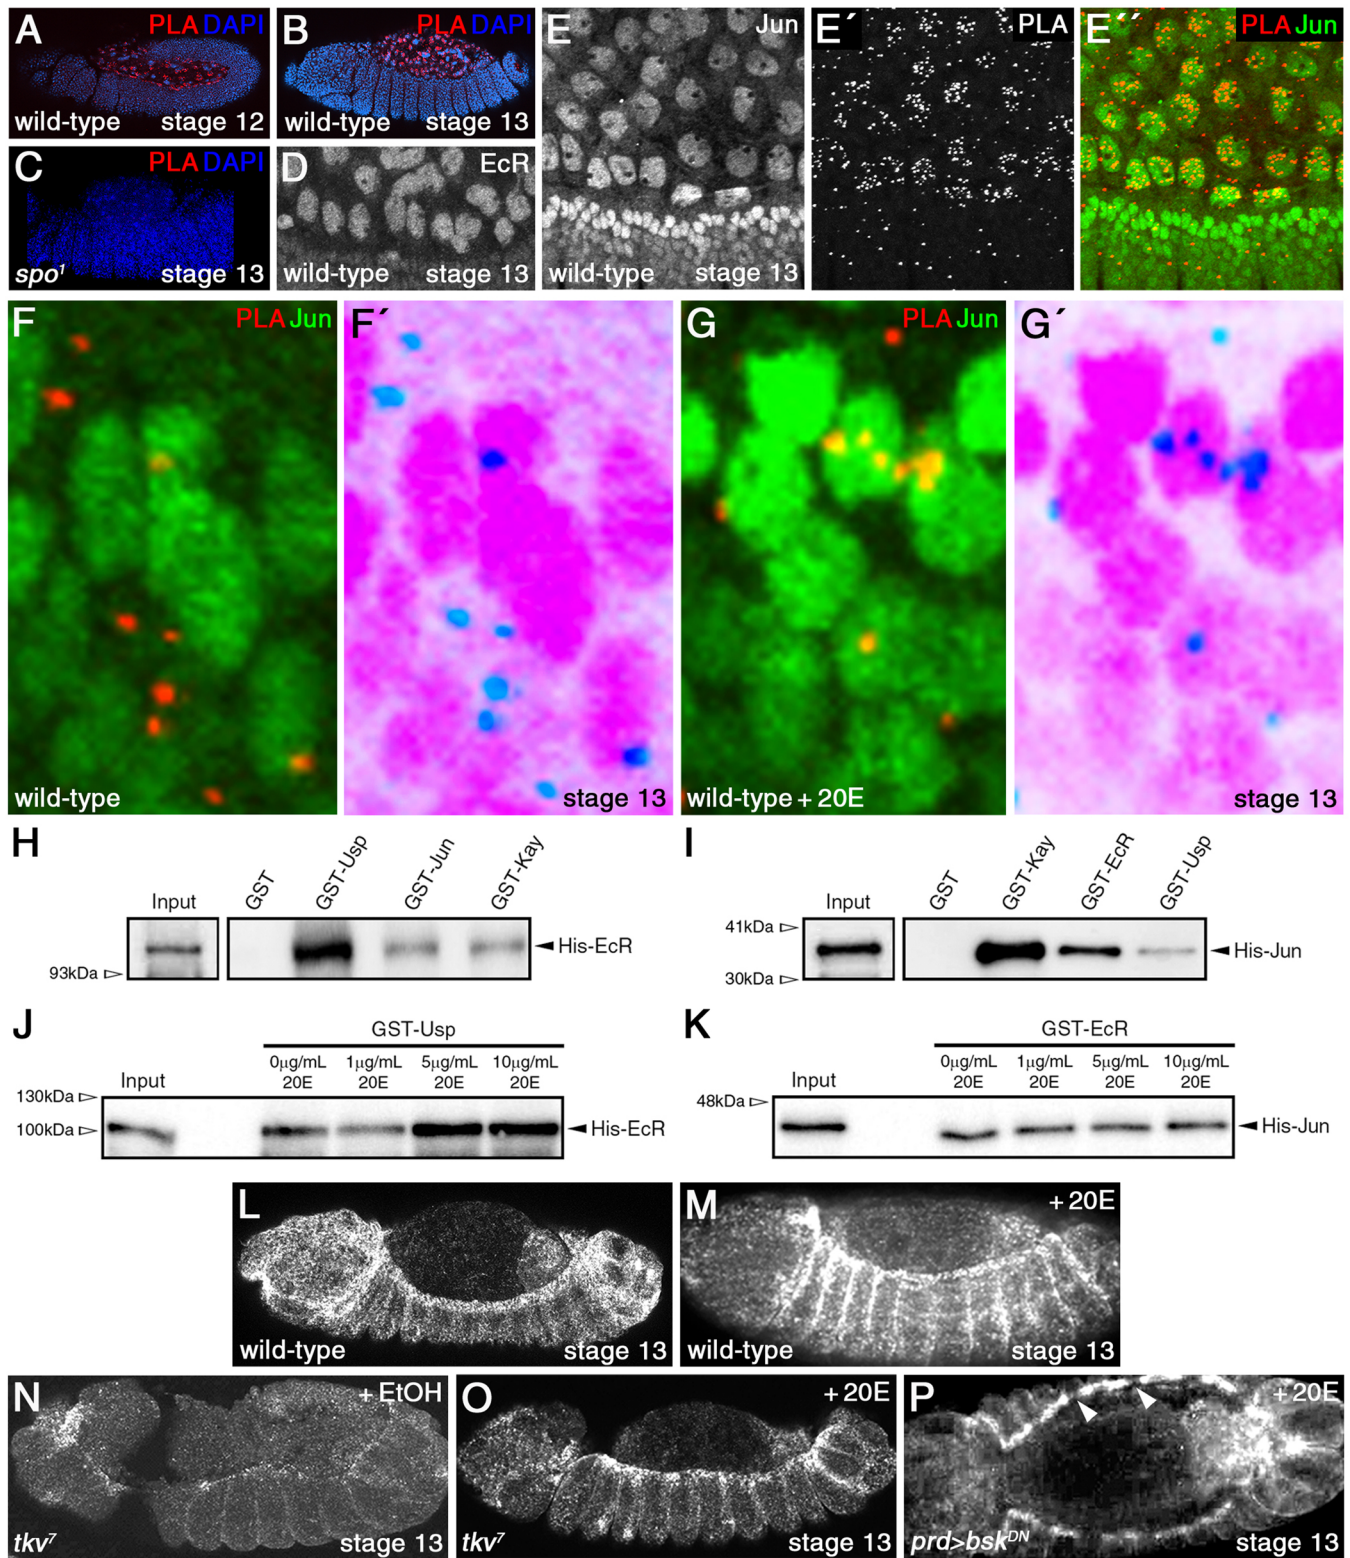 A PLA DAPI
wild-type stage 12
B PLA DAPI
wild-type stage 13
C PLA DAPI
spo¹ stage 13
D EcR
wild-type stage 13
E Jun
wild-type stage 13
E´ PLA
E´´ PLA Jun
F PLA Jun
wild-type
F´
stage 13
G PLA Jun
wild-type + 20E
G´
stage 13
H
Input GST GST-Usp GST-Jun GST-Kay
His-EcR
93kDa
I
Input GST GST-Kay GST-EcR GST-Usp
41kDa
His-Jun
30kDa
J
GST-Usp
0µg/mL 1µg/mL 5µg/mL 10µg/mL
Input 20E 20E 20E 20E
130kDa
100kDa His-EcR
K
GST-EcR
0µg/mL 1µg/mL 5µg/mL 10µg/mL
Input 20E 20E 20E 20E
48kDa
His-Jun
L
wild-type stage 13
M + 20E
wild-type stage 13
N + EtOH
tkv⁷ stage 13
O + 20E
tkv⁷ stage 13
P + 20E
prd>bskᴰᴺ stage 13